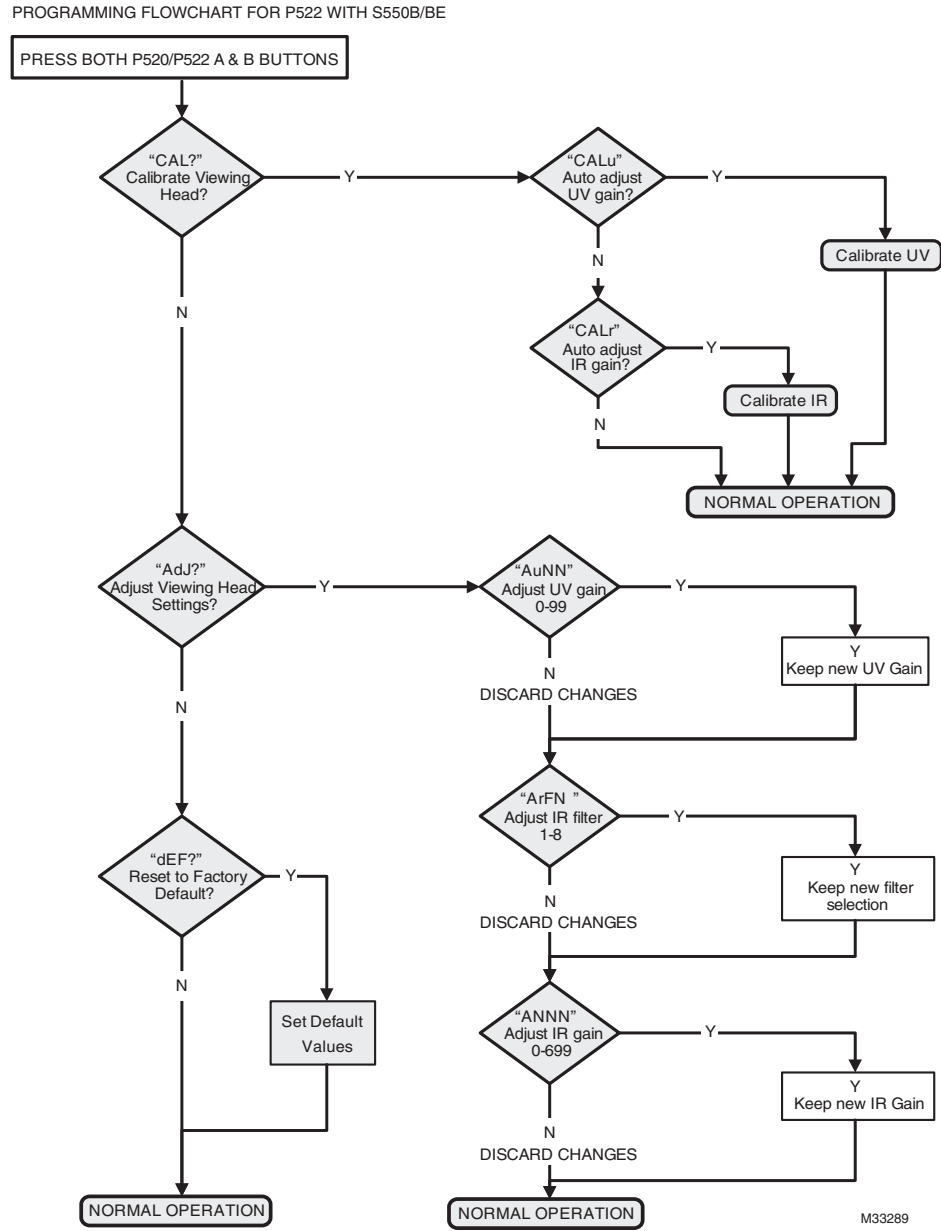 PROGRAMMING FLOWCHART FOR P522 WITH S550B/BE
PRESS BOTH P520/P522 A & B BUTTONS
“CAL?”
Calibrate Viewing
Head?
Y
“CALu”
Auto adjust
UV gain?
Y
Calibrate UV
N
N
“CALr”
Auto adjust
IR gain?
Y
Calibrate IR
N
NORMAL OPERATION
“AdJ?”
Adjust Viewing Head
Settings?
Y
“AuNN”
Adjust UV gain
0-99
Y
Y
Keep new UV Gain
N
DISCARD CHANGES
N
“ArFN ”
Adjust IR filter
1-8
Y
Y
Keep new filter
selection
N
DISCARD CHANGES
“dEF?”
Reset to Factory
Default?
Y
N
Set Default
Values
“ANNN”
Adjust IR gain
0-699
Y
Y
Keep new IR Gain
N
DISCARD CHANGES
NORMAL OPERATION
NORMAL OPERATION
M33289